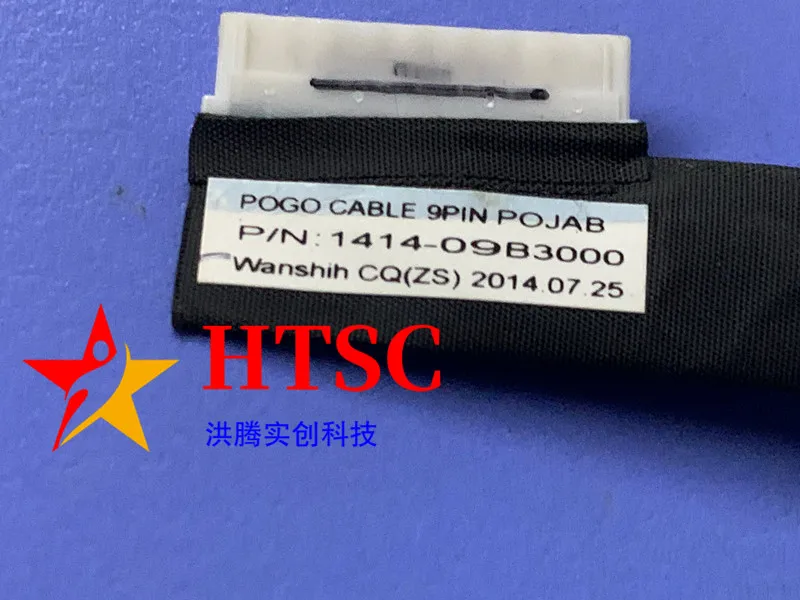 POGO CABLE 9PIN POJAB
P/N: 1414-09B3000
Wanshih CQ(ZS) 2014.07.25
HTSC
洪腾实创科技